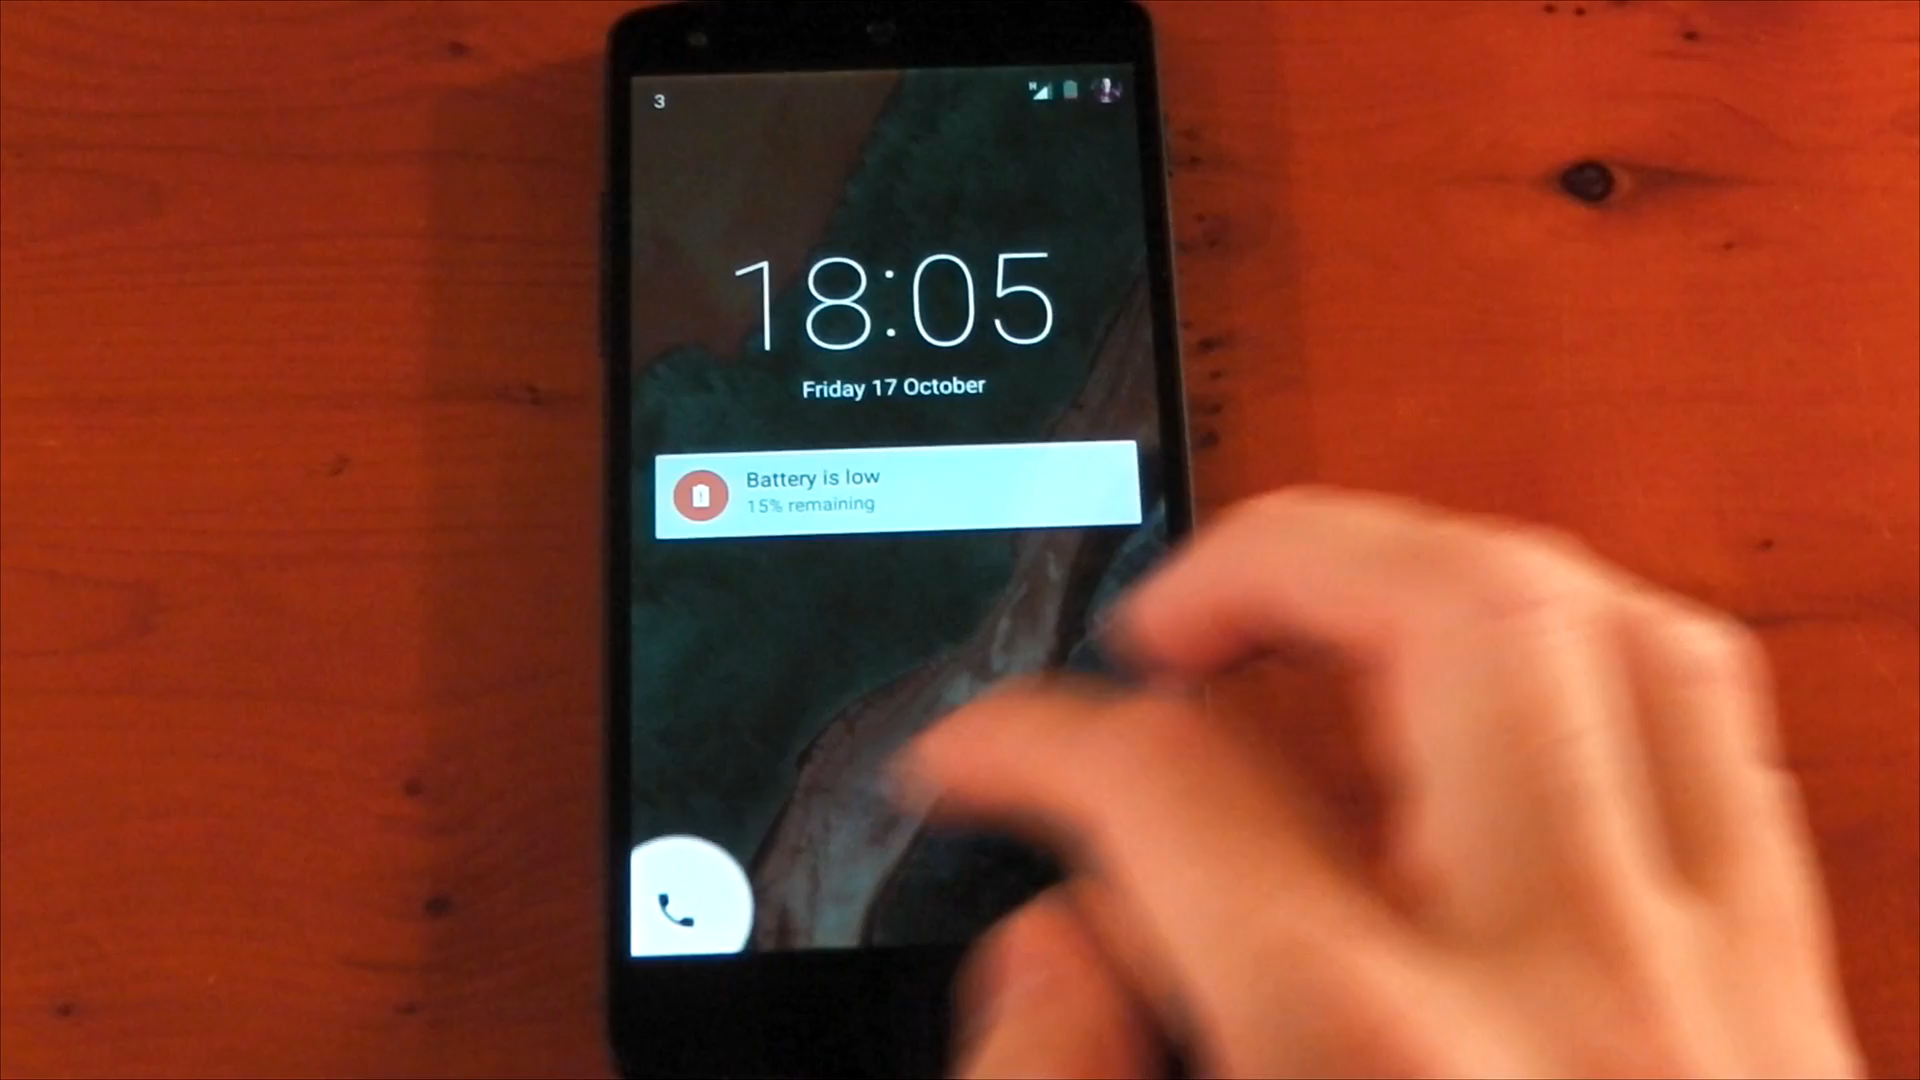 3
H
18:05
Friday 17 October
Battery is low
15% remaining